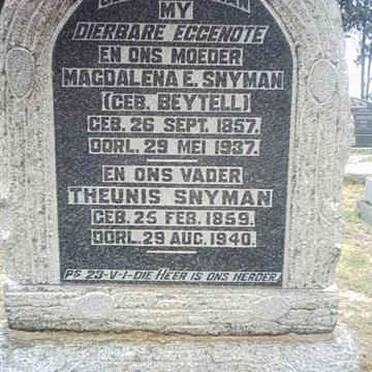 MY
DIERBARE EGGENOTE
EN ONS MOEDER
MAGDALENA E. SNYMAN
(GEB. BEYTELL)
GEB. 26 SEPT. 1857.
OORL. 29 MEI 1937.
EN ONS VADER
THEUNIS SNYMAN
GEB. 25 FEB. 1859.
OORL. 29 AUG. 1940.
PS 23-V-1-DIE HEER IS ONS HERDER.